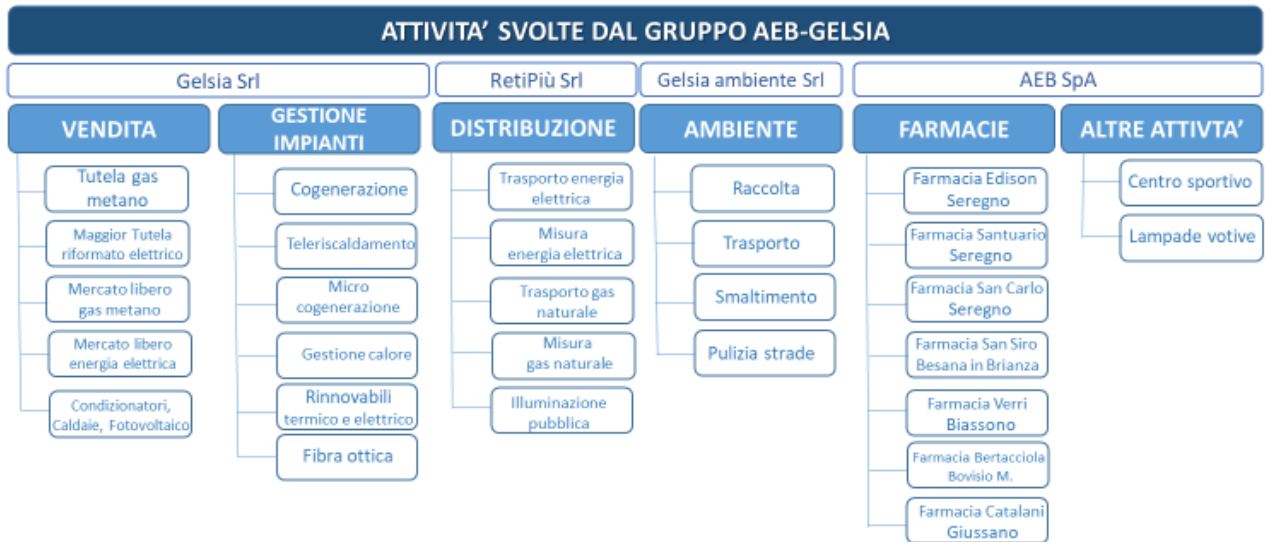 ATTIVITA’ SVOLTE DAL GRUPPO AEB-GELSIA
Gelsia Srl
RetiPiù Srl
Gelsia ambiente Srl
AEB SpA
VENDITA
GESTIONE
IMPIANTI
DISTRIBUZIONE
AMBIENTE
FARMACIE
ALTRE ATTIVTA’
Tutela gas
metano
Maggior Tutela
riformato elettrico
Mercato libero
gas metano
Mercato libero
energia elettrica
Condizionatori,
Caldaie, Fotovoltaico
Cogenerazione
Teleriscaldamento
Micro
cogenerazione
Gestione calore
Rinnovabili
termico e elettrico
Fibra ottica
Trasporto energia
elettrica
Misura
energia elettrica
Trasporto gas
naturale
Misura
gas naturale
Illuminazione
pubblica
Raccolta
Trasporto
Smaltimento
Pulizia strade
Farmacia Edison
Seregno
Farmacia Santuario
Seregno
Farmacia San Carlo
Seregno
Farmacia San Siro
Besana in Brianza
Farmacia Verri
Biassono
Farmacia Bertacciola
Bovisio M.
Farmacia Catalani
Giussano
Centro sportivo
Lampade votive